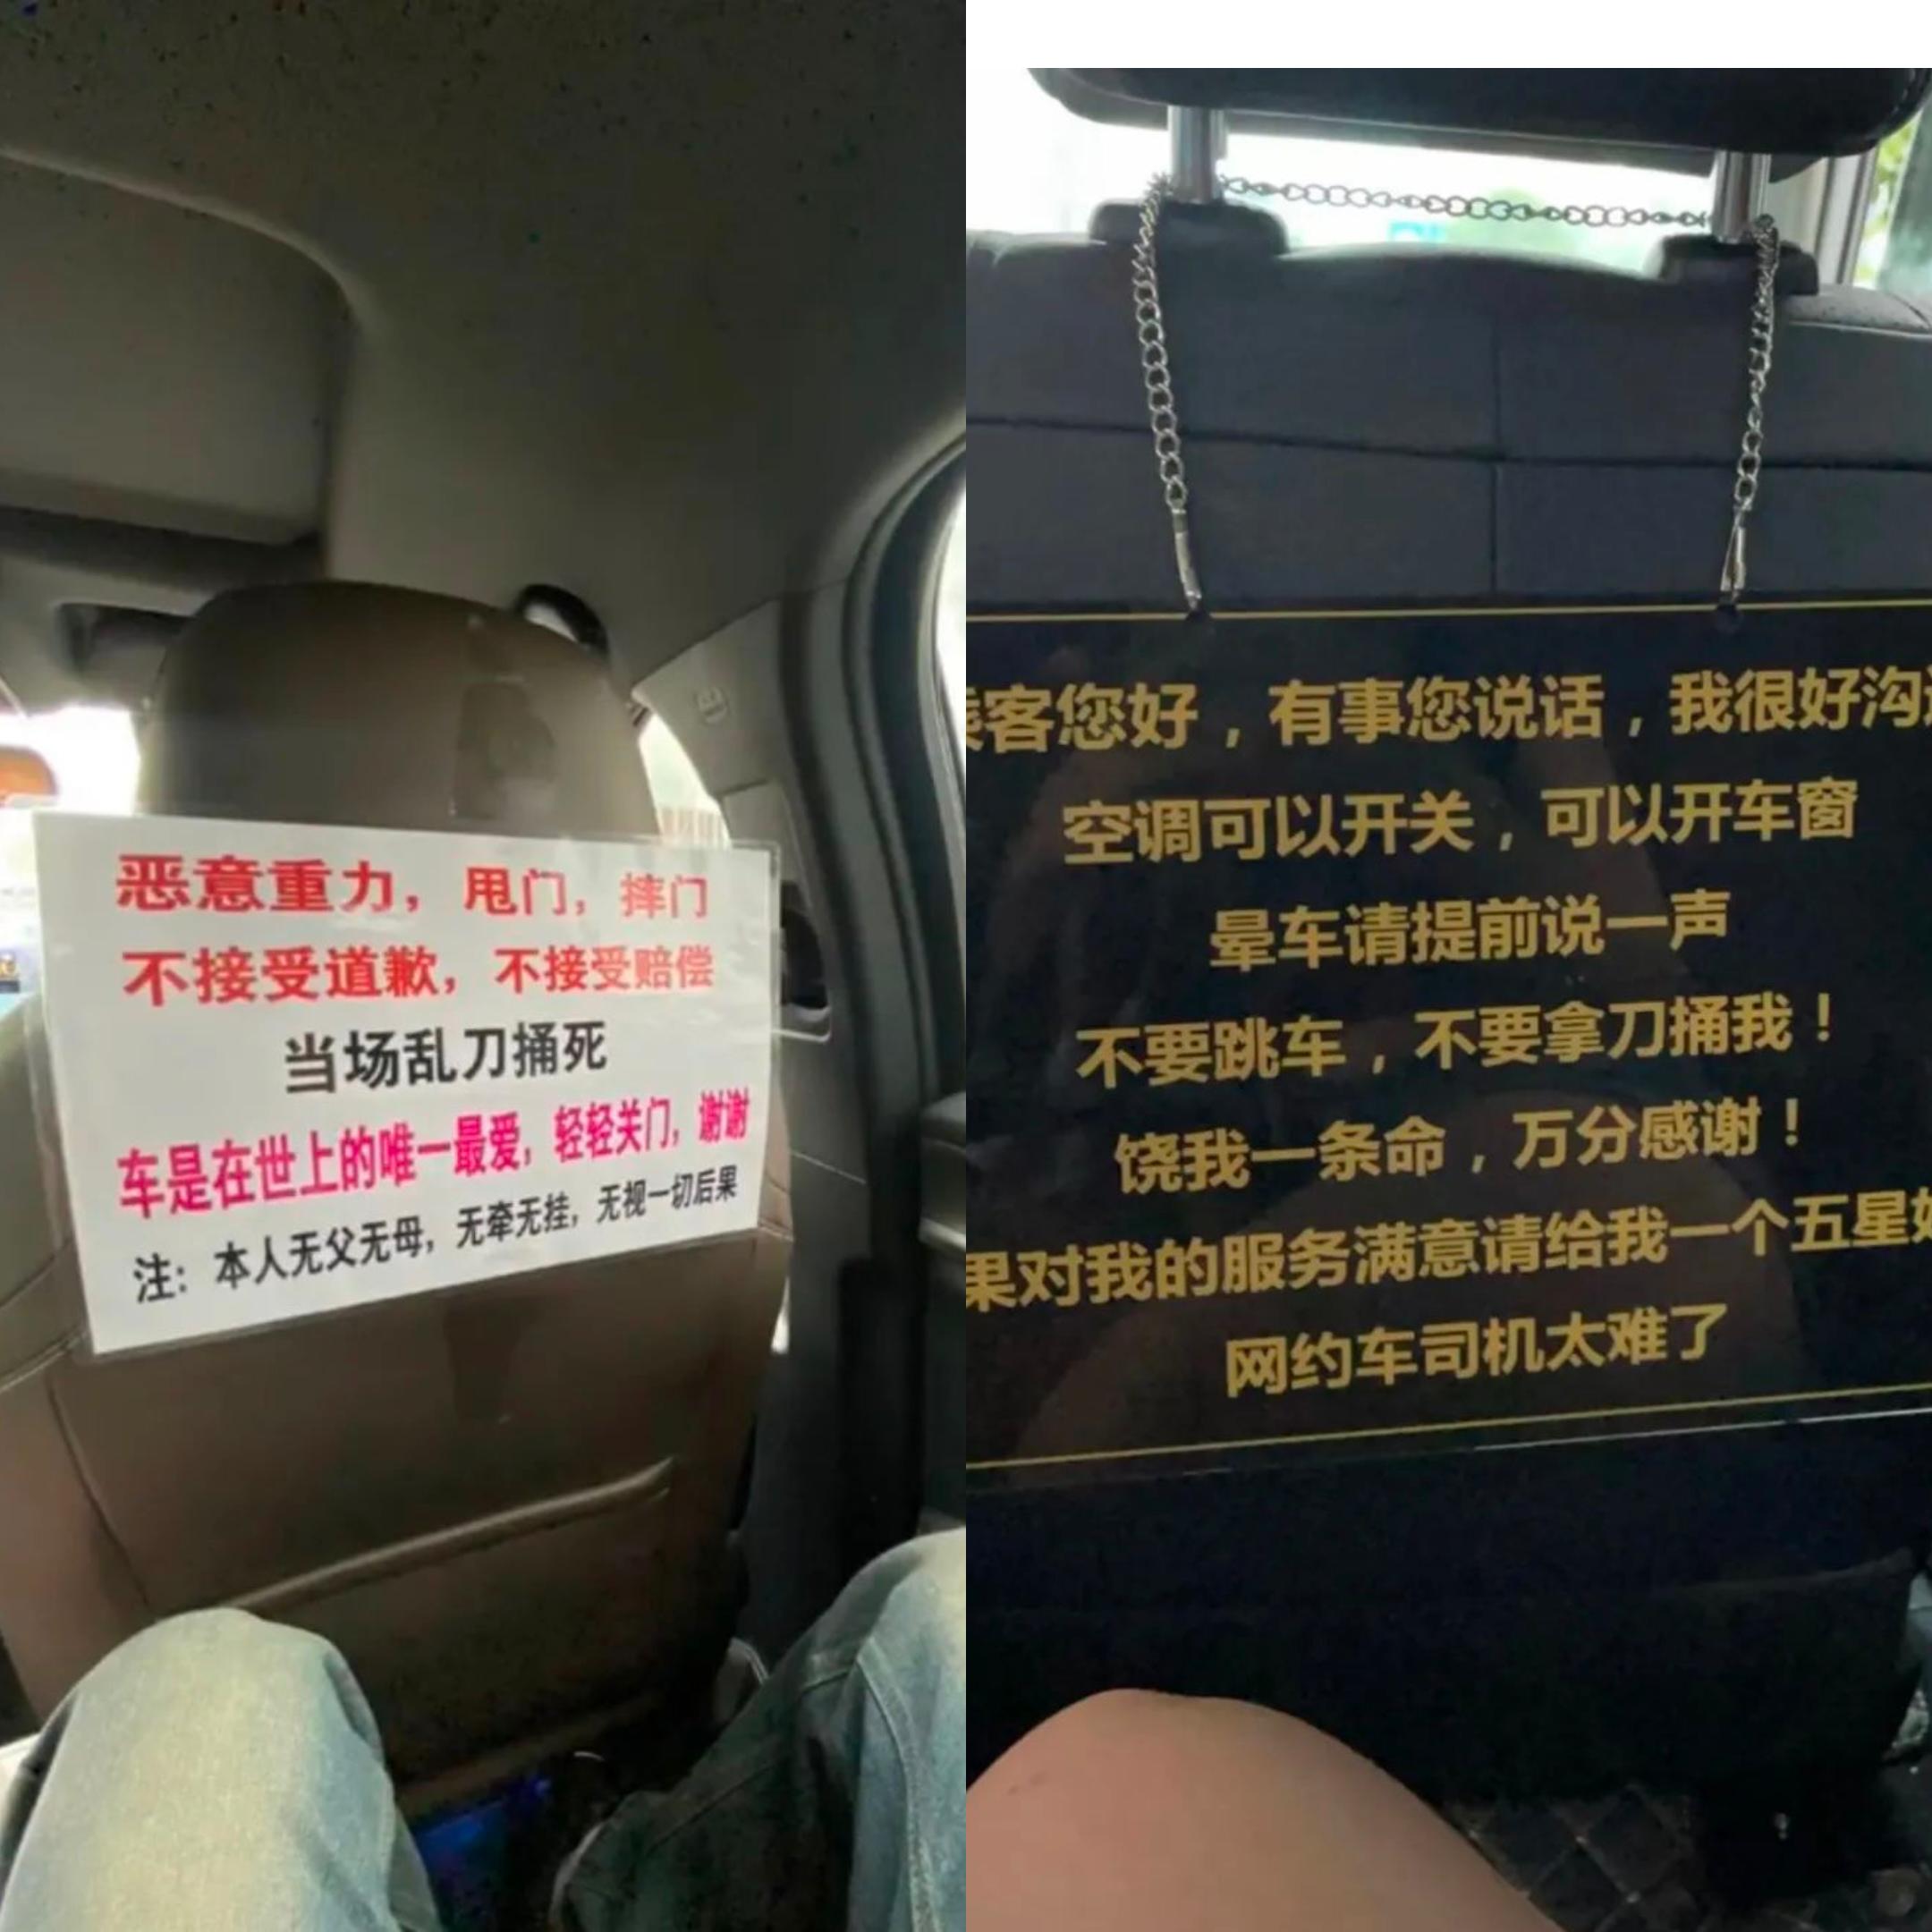 恶意重力，甩门，摔门
不接受道歉，不接受赔偿
当场乱刀捅死
车是在世上的唯一最爱，轻轻关门，谢谢
注：本人无父无母，无牵无挂，无视一切后果
客您好，有事您说话，我很好沟
空调可以开关，可以开车窗
晕车请提前说一声
不要跳车，不要拿刀捅我！
饶我一条命，万分感谢！
果对我的服务满意请给我一个五星
网约车司机太难了